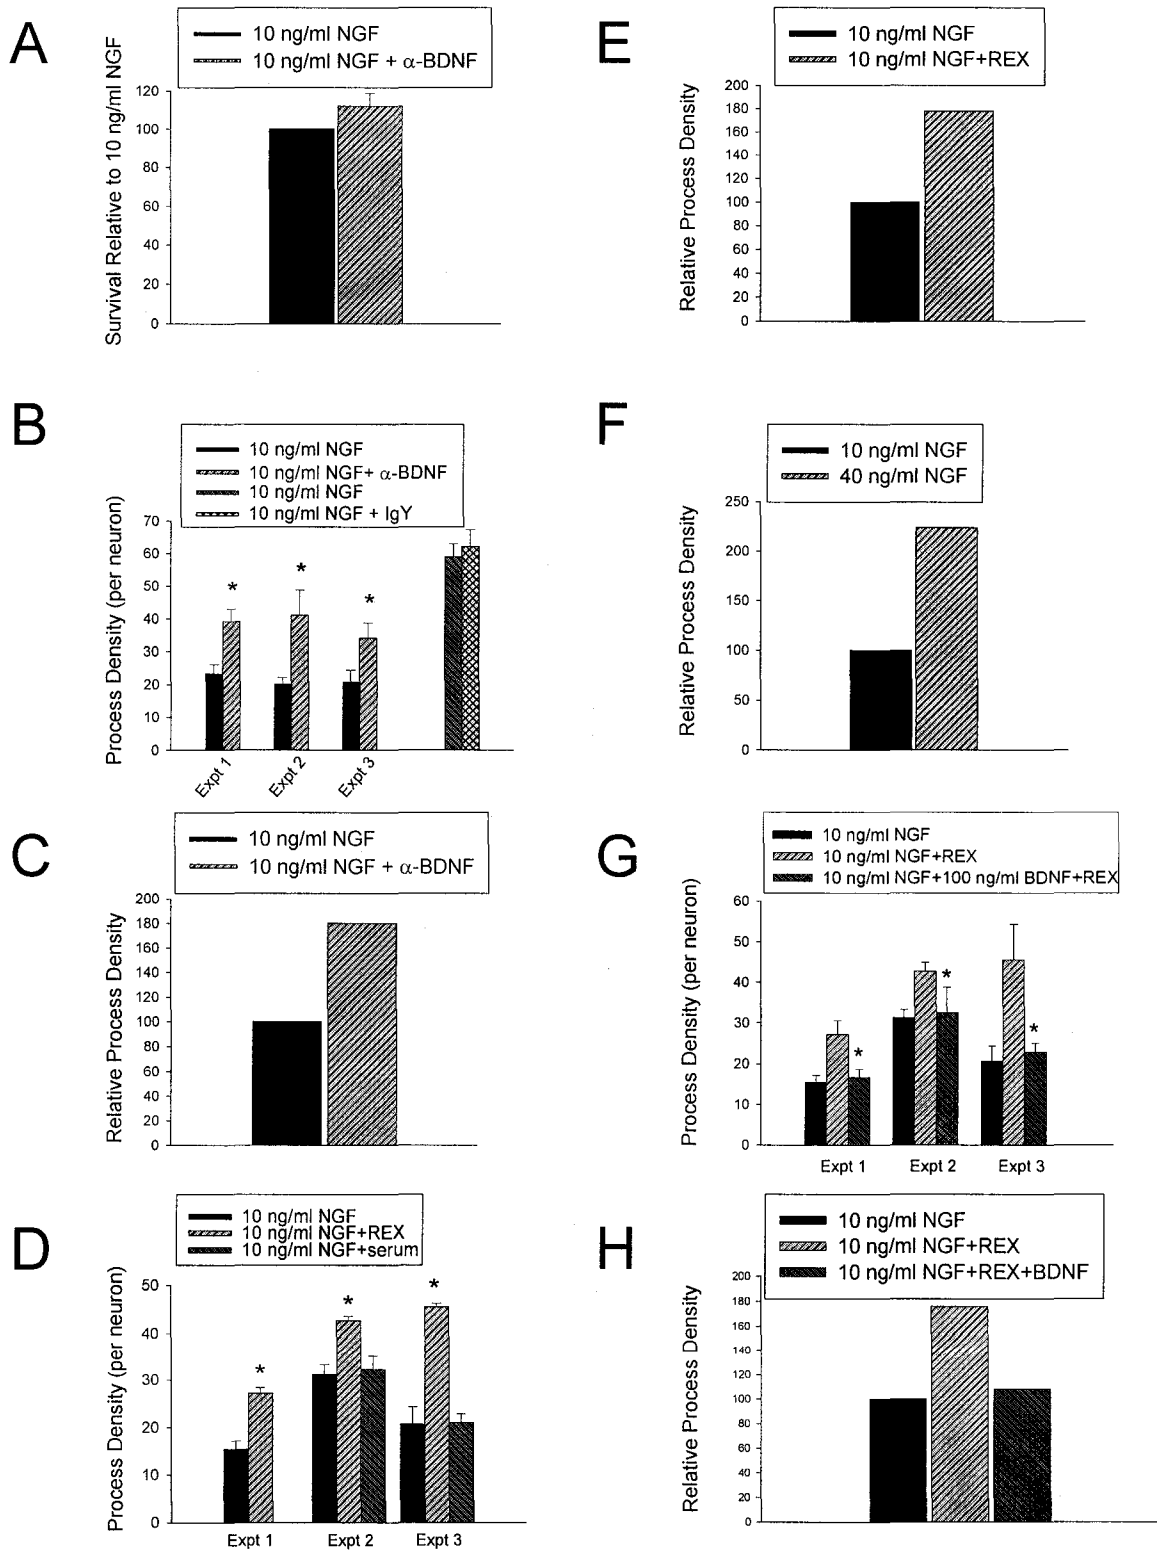 A
10 ng/ml NGF
10 ng/ml NGF + α-BDNF
Survival Relative to 10 ng/ml NGF
120
100
80
60
40
20
0
B
10 ng/ml NGF
10 ng/ml NGF+ α-BDNF
10 ng/ml NGF
10 ng/ml NGF + IgY
Process Density (per neuron)
70
60
50
40
30
20
10
0
*
*
*
Expt 1
Expt 2
Expt 3
C
10 ng/ml NGF
10 ng/ml NGF + α-BDNF
Relative Process Density
200
180
160
140
120
100
80
60
40
20
0
D
10 ng/ml NGF
10 ng/ml NGF+REX
10 ng/ml NGF+serum
Process Density (per neuron)
50
40
30
20
10
0
*
*
*
Expt 1
Expt 2
Expt 3
E
10 ng/ml NGF
10 ng/ml NGF+REX
Relative Process Density
200
180
160
140
120
100
80
60
40
20
0
F
10 ng/ml NGF
40 ng/ml NGF
Relative Process Density
250
200
150
100
50
0
G
10 ng/ml NGF
10 ng/ml NGF+REX
10 ng/ml NGF+100 ng/ml BDNF+REX
Process Density (per neuron)
60
50
40
30
20
10
0
*
*
*
Expt 1
Expt 2
Expt 3
H
10 ng/ml NGF
10 ng/ml NGF+REX
10 ng/ml NGF+REX+BDNF
Relative Process Density
200
180
160
140
120
100
80
60
40
20
0